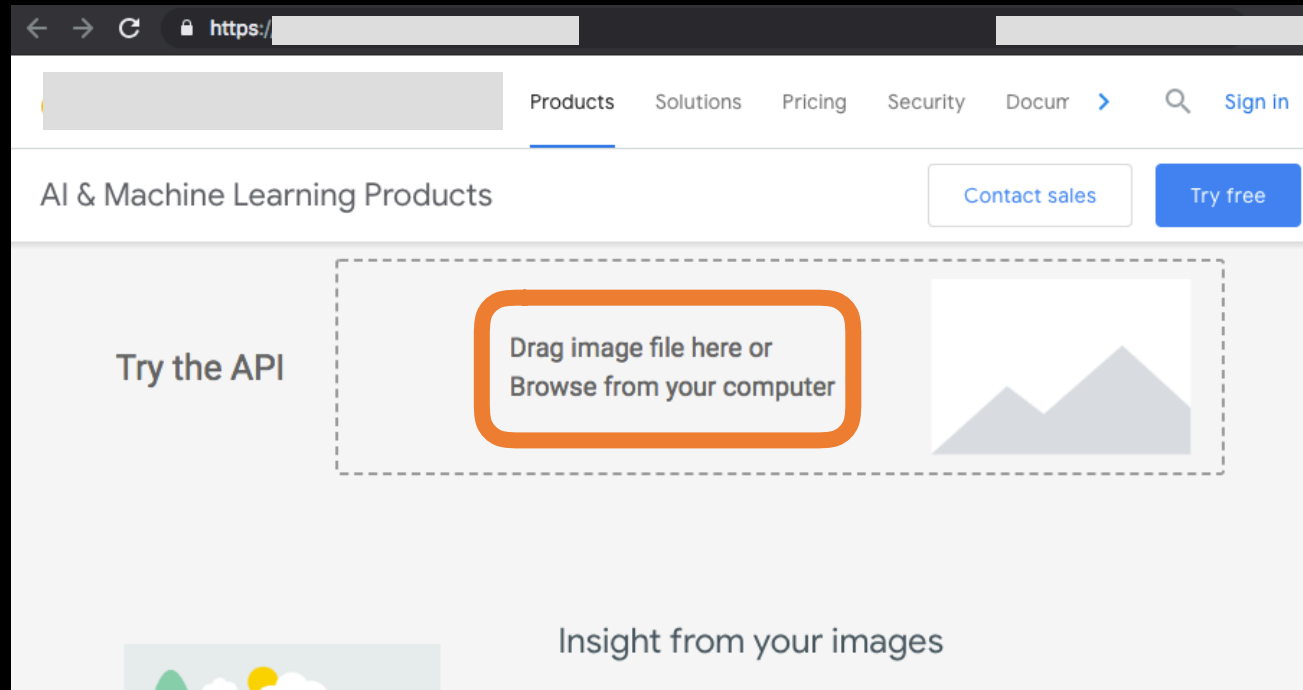 https:/
Products Solutions Pricing Security Docum Sign in
AI & Machine Learning Products
Contact sales
Try free
Try the API
Drag image file here or
Browse from your computer
Insight from your images